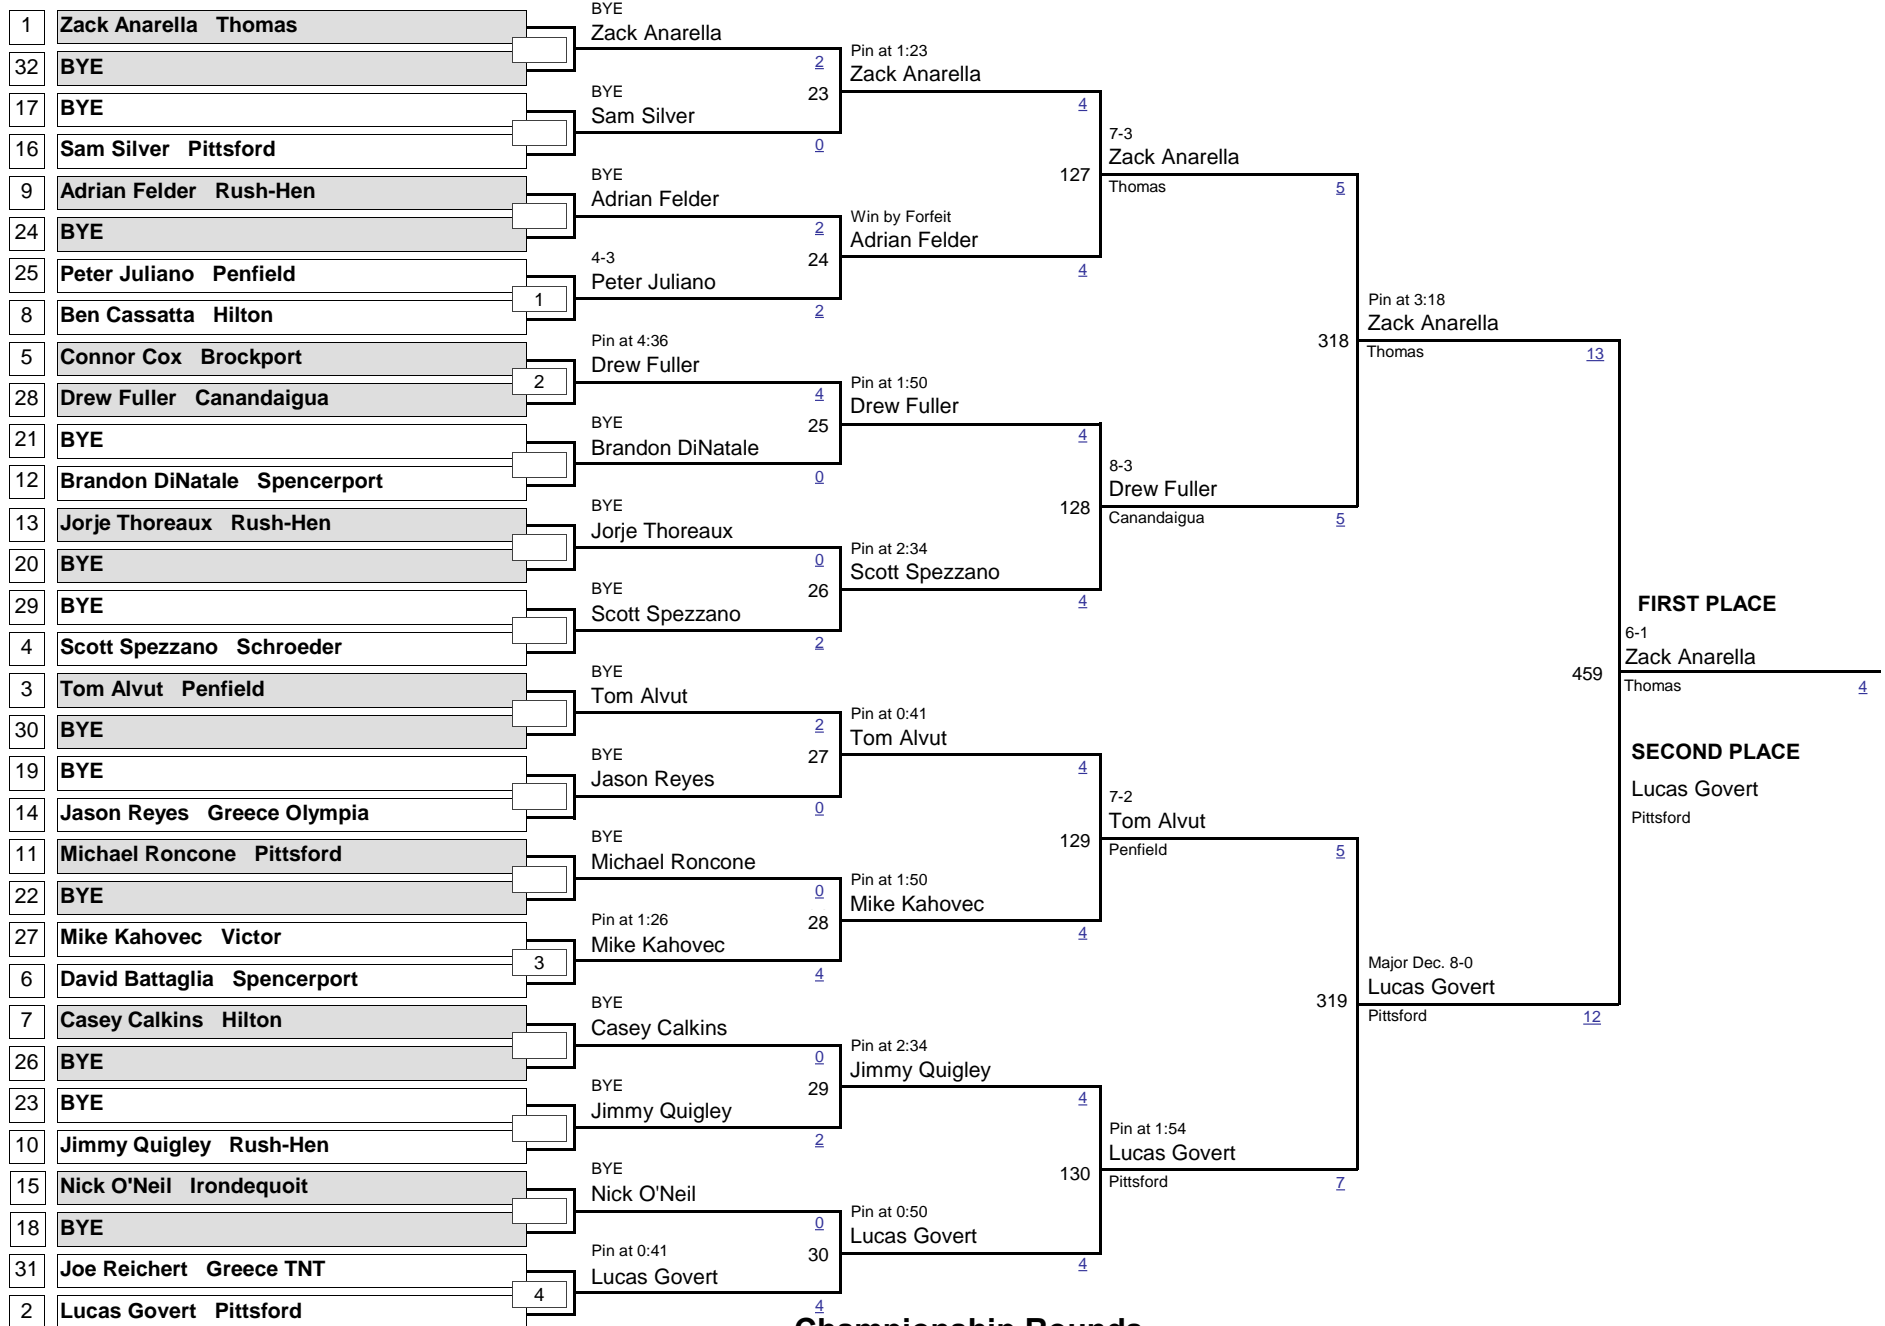 1 Zack Anarella Thomas
32 BYE
17 BYE
16 Sam Silver Pittsford
9 Adrian Felder Rush-Hen
24 BYE
25 Peter Juliano Penfield
8 Ben Cassatta Hilton
5 Connor Cox Brockport
28 Drew Fuller Canandaigua
21 BYE
12 Brandon DiNatale Spencerport
13 Jorje Thoreaux Rush-Hen
20 BYE
29 BYE
4 Scott Spezzano Schroeder
3 Tom Alvut Penfield
30 BYE
19 BYE
14 Jason Reyes Greece Olympia
11 Michael Roncone Pittsford
22 BYE
27 Mike Kahovec Victor
6 David Battaglia Spencerport
7 Casey Calkins Hilton
26 BYE
23 BYE
10 Jimmy Quigley Rush-Hen
15 Nick O'Neil Irondequoit
18 BYE
31 Joe Reichert Greece TNT
2 Lucas Govert Pittsford
1
2
3
4
BYE
Zack Anarella
2
23
BYE
Sam Silver
0
BYE
Adrian Felder
2
24
4-3
Peter Juliano
2
Pin at 4:36
Drew Fuller
4
25
BYE
Brandon DiNatale
0
BYE
Jorje Thoreaux
0
26
BYE
Scott Spezzano
2
BYE
Tom Alvut
2
27
BYE
Jason Reyes
0
BYE
Michael Roncone
0
28
Pin at 1:26
Mike Kahovec
4
BYE
Casey Calkins
0
29
BYE
Jimmy Quigley
2
BYE
Nick O'Neil
0
30
Pin at 0:41
Lucas Govert
4
Pin at 1:23
Zack Anarella
4
127
Win by Forfeit
Adrian Felder
4
Pin at 1:50
Drew Fuller
4
128
Pin at 2:34
Scott Spezzano
4
Pin at 0:41
Tom Alvut
4
129
Pin at 1:50
Mike Kahovec
4
Pin at 2:34
Jimmy Quigley
4
130
Pin at 0:50
Lucas Govert
4
7-3
Zack Anarella
Thomas 5
318
8-3
Drew Fuller
Canandaigua 5
7-2
Tom Alvut
Penfield 5
319
Pin at 1:54
Lucas Govert
Pittsford 7
Pin at 3:18
Zack Anarella
Thomas 13
459
Major Dec. 8-0
Lucas Govert
Pittsford 12
FIRST PLACE
6-1
Zack Anarella
Thomas 4
SECOND PLACE
Lucas Govert
Pittsford
Championship Rounds